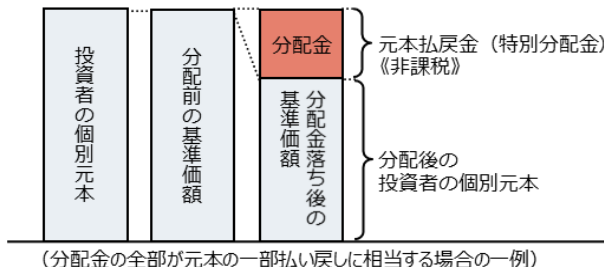 投資者の個別元本
分配前の基準価額
分配金
分配金落ち後の
基準価額
元本払戻金（特別分配金）
《非課税》
分配後の
投資者の個別元本
（分配金の全部が元本の一部払い戻しに相当する場合の一例）